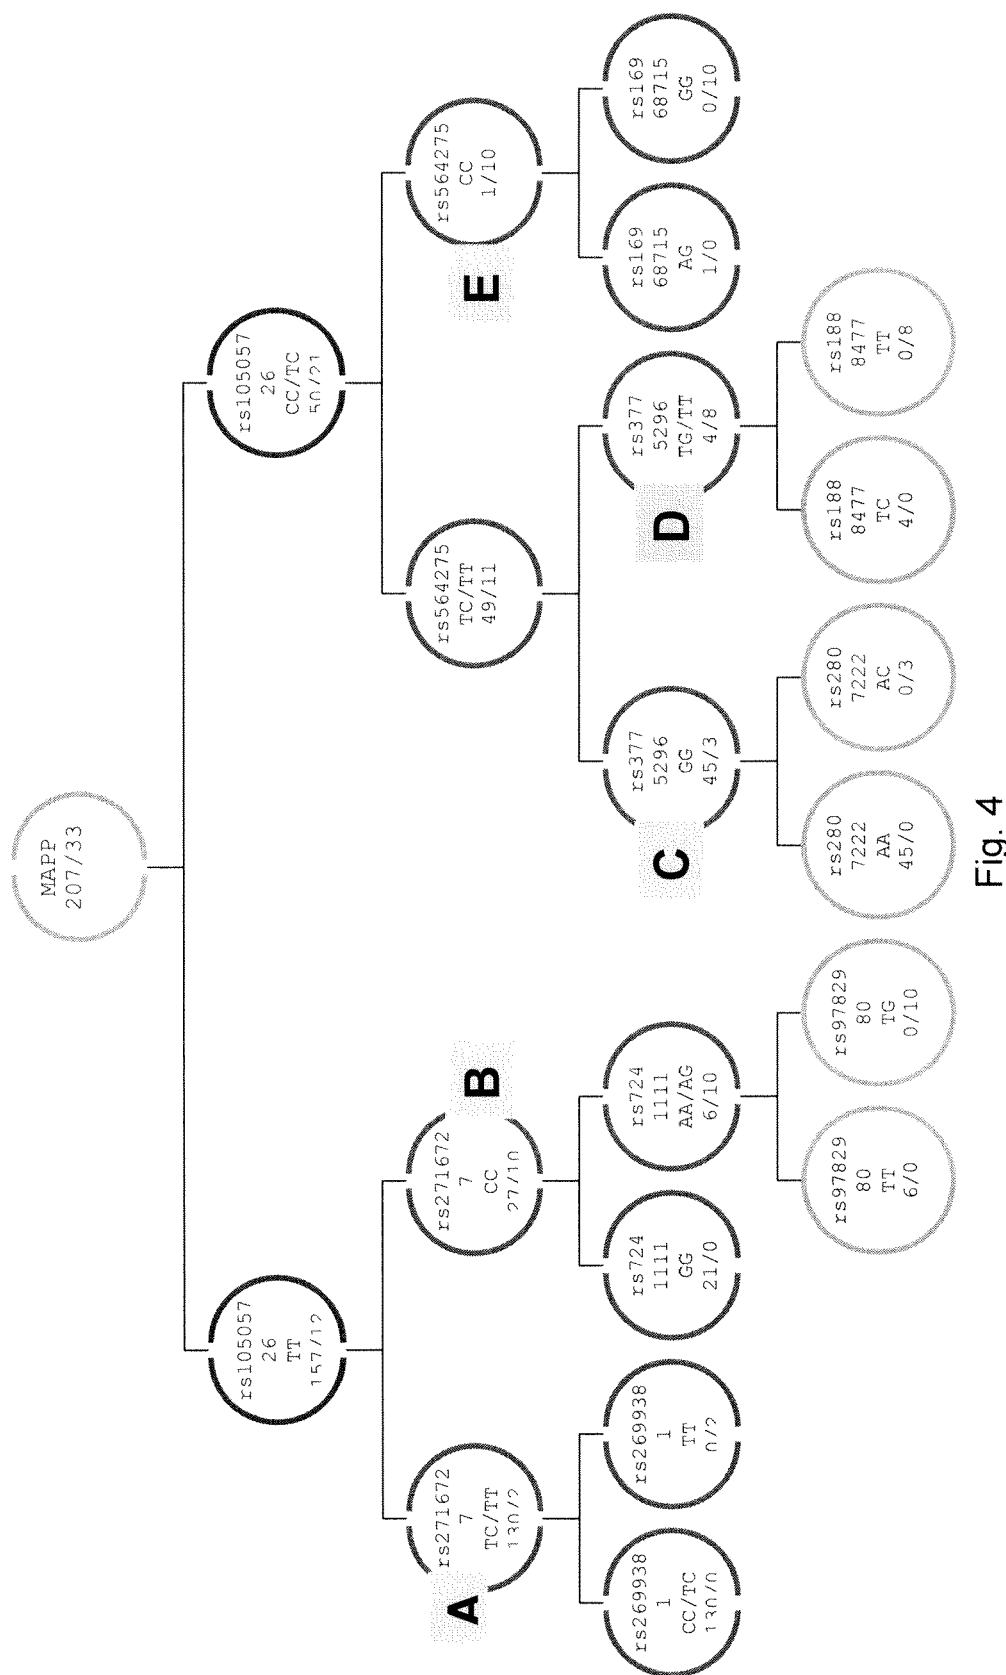 MAPP
207/33
rs105057
26
TT
157/12
rs105057
26
CC/TC
50/21
A
rs271672
7
TC/TT
130/2
B
rs271672
7
CC
27/10
rs564275
TC/TT
49/11
E
rs564275
CC
1/10
rs269938
1
CC/TC
130/0
rs269938
1
TT
0/2
rs724
1111
GG
21/0
rs724
1111
AA/AG
6/10
C
rs377
5296
GG
45/3
D
rs377
5296
TG/TT
4/8
rs169
68715
AG
1/0
rs169
68715
GG
0/10
rs97829
80
TT
6/0
rs97829
80
TG
0/10
rs280
7222
AA
45/0
rs280
7222
AC
0/3
rs188
8477
TC
4/0
rs188
8477
TT
0/8
Fig. 4